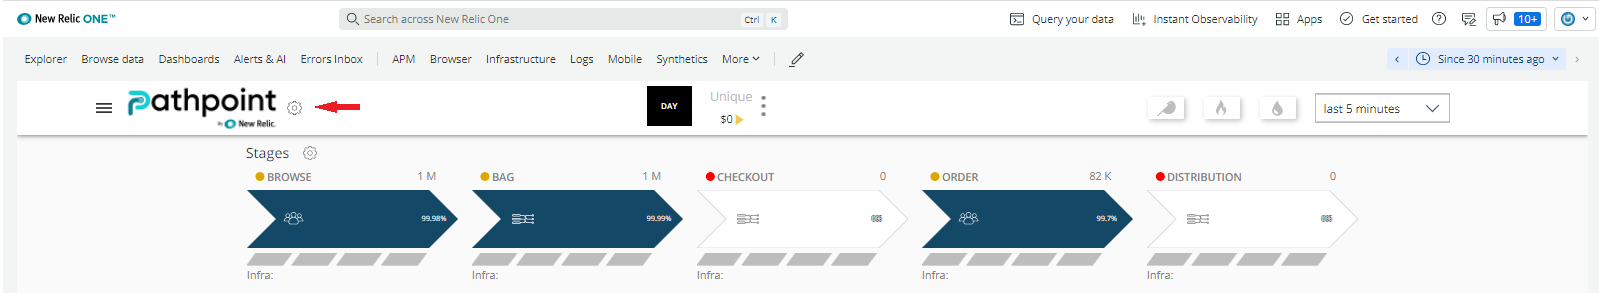 New Relic ONE™ Search across New Relic One Ctrl K Query your data Instant Observability Apps Get started 10+
Explorer Browse data Dashboards Alerts & AI Errors Inbox APM Browser Infrastructure Logs Mobile Synthetics More Since 30 minutes ago
Pathpoint
by New Relic.
DAY
Unique
$0
last 5 minutes
Stages
BROWSE 1 M BAG 1 M CHECKOUT 0 ORDER 82 K DISTRIBUTION 0
99.98% 99.99% 99.7%
Infra: Infra: Infra: Infra: Infra: